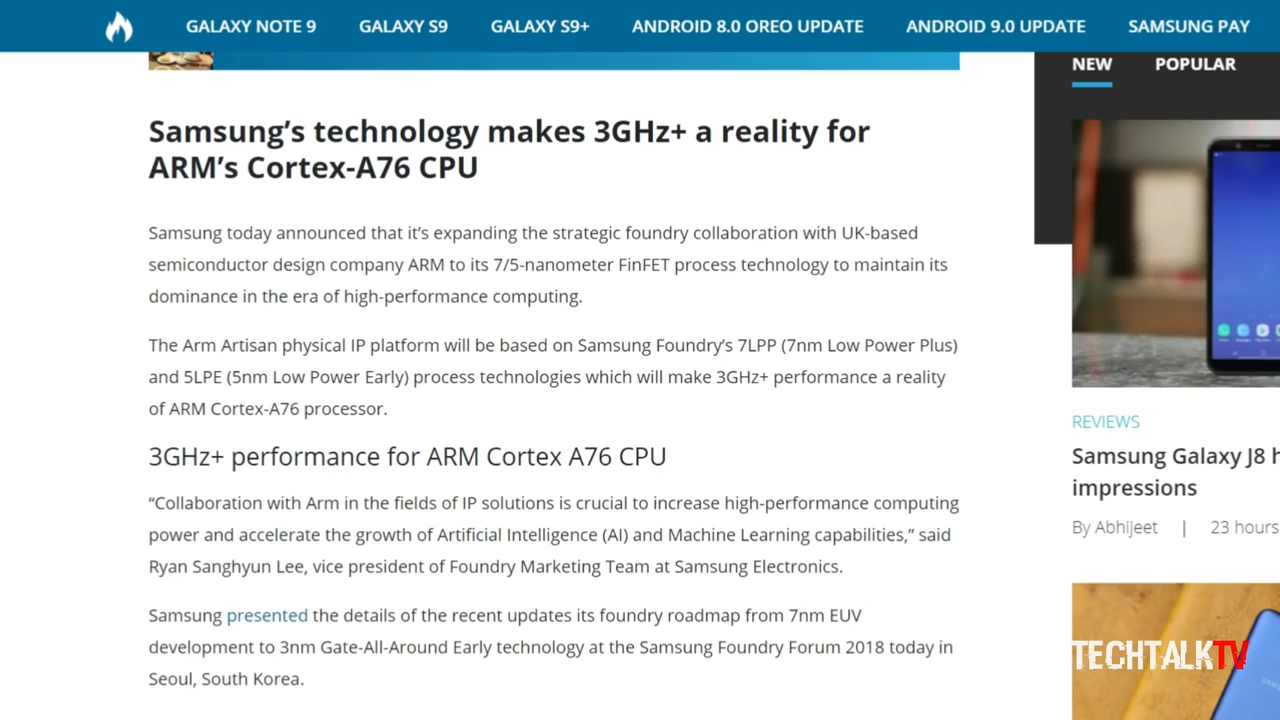 GALAXY NOTE 9 GALAXY S9 GALAXY S9+ ANDROID 8.0 OREO UPDATE ANDROID 9.0 UPDATE SAMSUNG PAY
NEW POPULAR
Samsung’s technology makes 3GHz+ a reality for
ARM’s Cortex-A76 CPU
Samsung today announced that it’s expanding the strategic foundry collaboration with UK-based
semiconductor design company ARM to its 7/5-nanometer FinFET process technology to maintain its
dominance in the era of high-performance computing.
The Arm Artisan physical IP platform will be based on Samsung Foundry’s 7LPP (7nm Low Power Plus)
and 5LPE (5nm Low Power Early) process technologies which will make 3GHz+ performance a reality
of ARM Cortex-A76 processor.
3GHz+ performance for ARM Cortex A76 CPU
“Collaboration with Arm in the fields of IP solutions is crucial to increase high-performance computing
power and accelerate the growth of Artificial Intelligence (AI) and Machine Learning capabilities,” said
Ryan Sanghyun Lee, vice president of Foundry Marketing Team at Samsung Electronics.
Samsung presented the details of the recent updates its foundry roadmap from 7nm EUV
development to 3nm Gate-All-Around Early technology at the Samsung Foundry Forum 2018 today in
Seoul, South Korea.
REVIEWS
Samsung Galaxy J8 h
impressions
By Abhijeet | 23 hours
TECHTALKTV